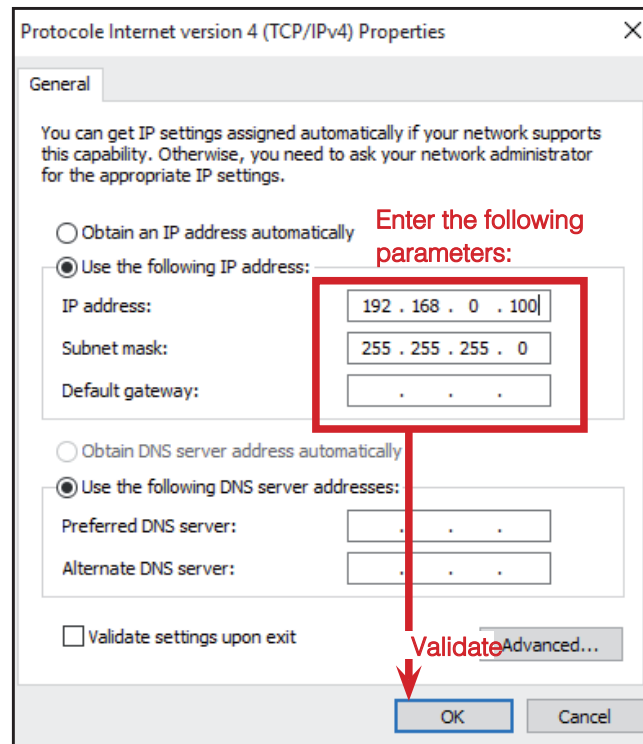 Protocole Internet version 4 (TCP/IPv4) Properties
General
You can get IP settings assigned automatically if your network supports
this capability. Otherwise, you need to ask your network administrator
for the appropriate IP settings.
Obtain an IP address automatically
Enter the following
parameters:
Use the following IP address:
IP address:
192 . 168 . 0 . 100
Subnet mask:
255 . 255 . 255 . 0
Default gateway:
. . .
Obtain DNS server address automatically
Use the following DNS server addresses:
Preferred DNS server:
. . .
Alternate DNS server:
. . .
Validate settings upon exit
Validate
Advanced...
OK
Cancel